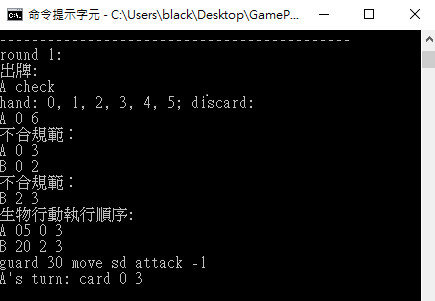 命令提示字元 - C:\Users\black\Desktop\GameP...
--------------------------------------------
round 1:
出牌:
A check
hand: 0, 1, 2, 3, 4, 5; discard:
A 0 6
不合規範：
A 0 3
B 0 2
不合規範：
B 2 3
生物行動執行順序:
A 05 0 3
B 20 2 3
guard 30 move sd attack -1
A's turn: card 0 3